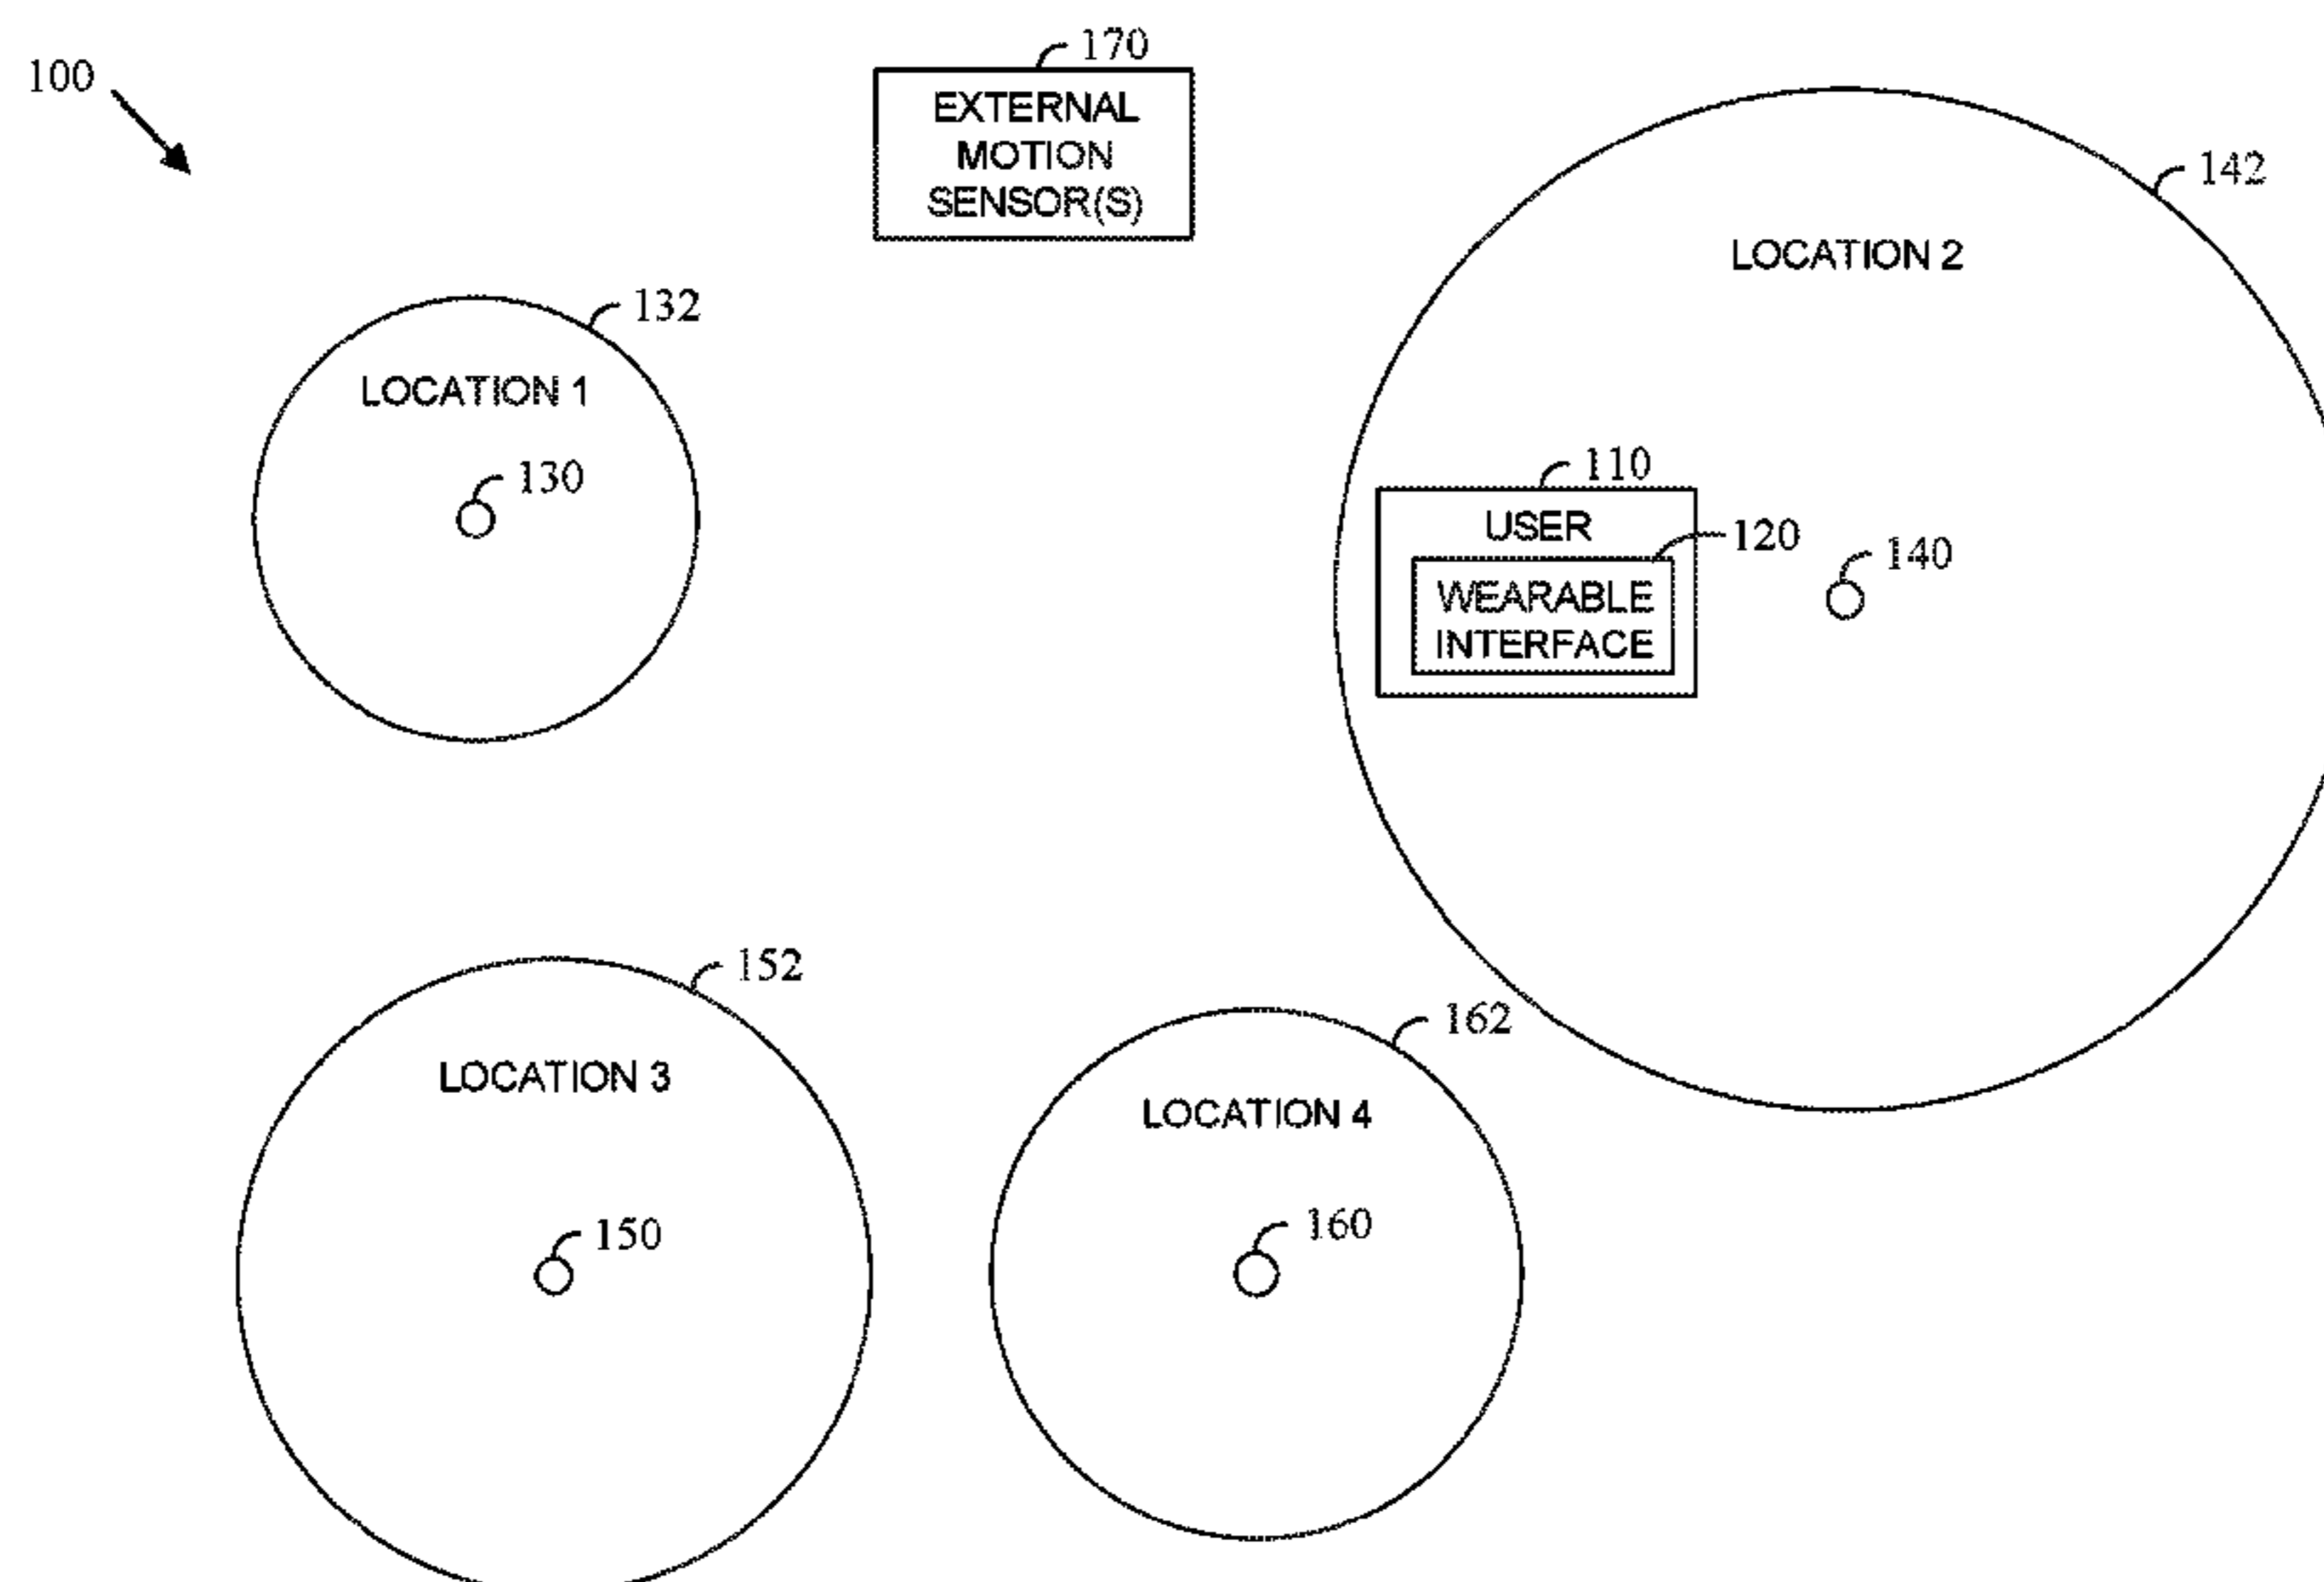 100
170
EXTERNAL
MOTION
SENSOR(S)
142
LOCATION 2
132
LOCATION 1
130
110
USER
120
WEARABLE
INTERFACE
140
152
162
LOCATION 3
LOCATION 4
150
160